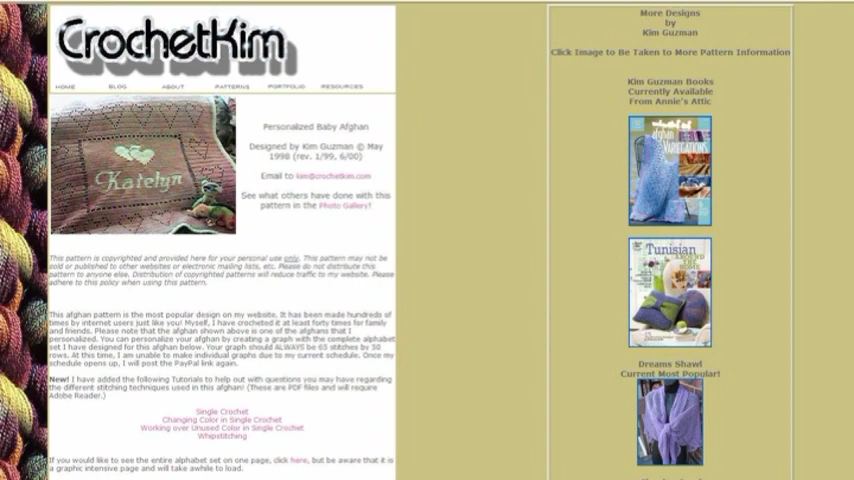 CrochetKim
HOME BLOG ABOUT PATTERNS PORTFOLIO RESOURCES
Katelyn
Personalized Baby Afghan
Designed by Kim Guzman © May
1998 (rev. 1/99, 6/00)
Email to kim@crochetkim.com
See what others have done with this
pattern in the Photo Gallery!
This pattern is copyrighted and provided here for your personal use only. This pattern may not be
sold or published to other websites or electronic mailing lists, etc. Please do not distribute this
pattern to anyone else. Distribution of copyrighted patterns will reduce traffic to my website. Please
adhere to this policy when using this pattern.
This afghan pattern is the most popular design on my website. It has been made hundreds of
times by internet users just like you! Myself, I have crocheted it at least forty times for family
and friends. Please note that the afghan shown above is one of the afghans that I
personalized. You can personalize your afghan by creating a graph with the complete alphabet
set I have designed for this afghan below. Your graph should ALWAYS be 65 stitches by 30
rows. At this time, I am unable to make individual graphs due to my current schedule. Once my
schedule opens up, I will post the PayPal link again.
New! I have added the following Tutorials to help out with questions you may have regarding
the different stitching techniques used in this afghan! (These are PDF files and will require
Adobe Reader.)
Single Crochet
Changing Color in Single Crochet
Working over Unused Color in Single Crochet
Whipstitching
If you would like to see the entire alphabet set on one page, click here, but be aware that it is
a graphic intensive page and will take awhile to load.
More Designs
by
Kim Guzman
Click Image to Be Taken to More Pattern Information
Kim Guzman Books
Currently Available
From Annie's Attic
afghan
VARIATIONS
Tunisian
Dreams Shawl
Current Most Popular!